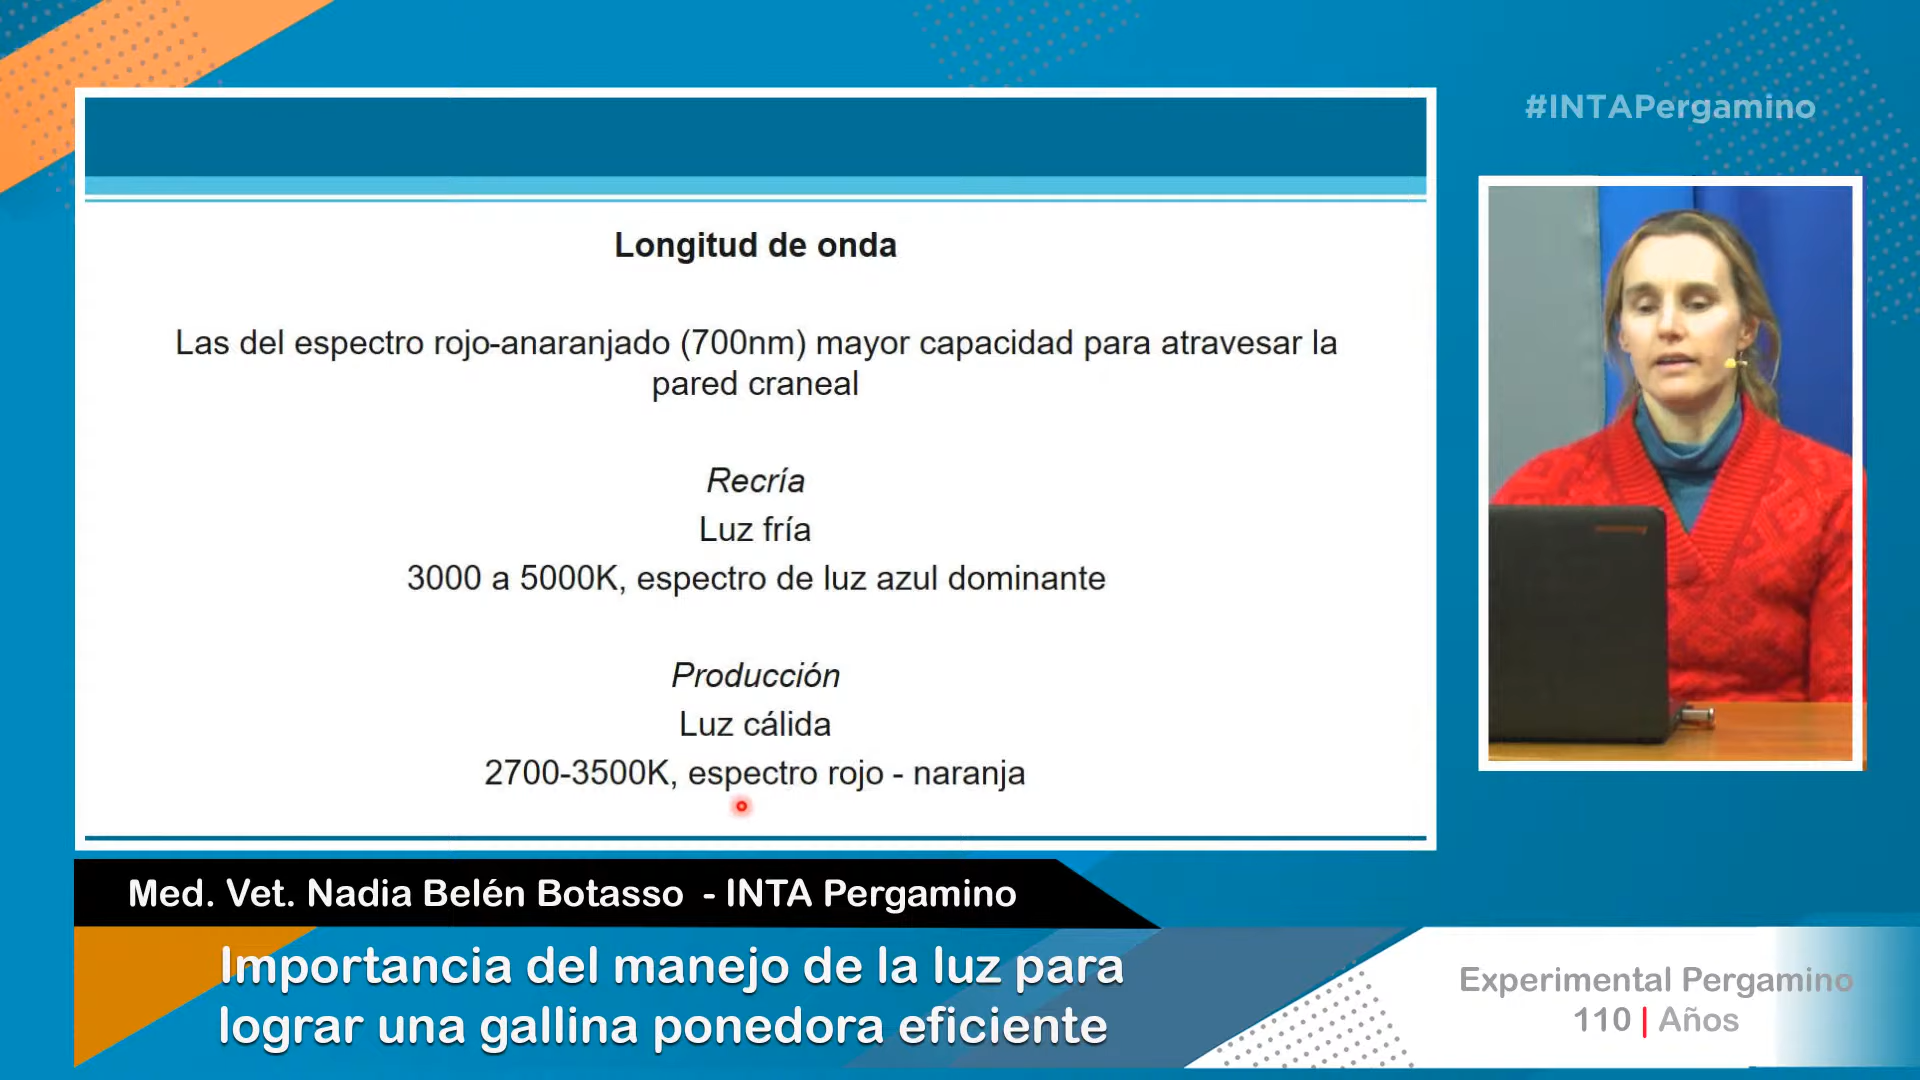 #INTAPergamino
Longitud de onda
Las del espectro rojo-anaranjado (700nm) mayor capacidad para atravesar la
pared craneal
Recría
Luz fría
3000 a 5000K, espectro de luz azul dominante
Producción
Luz cálida
2700-3500K, espectro rojo - naranja
Med. Vet. Nadia Belén Botasso - INTA Pergamino
Importancia del manejo de la luz para
lograr una gallina ponedora eficiente
Experimental Pergamino
110 | Años